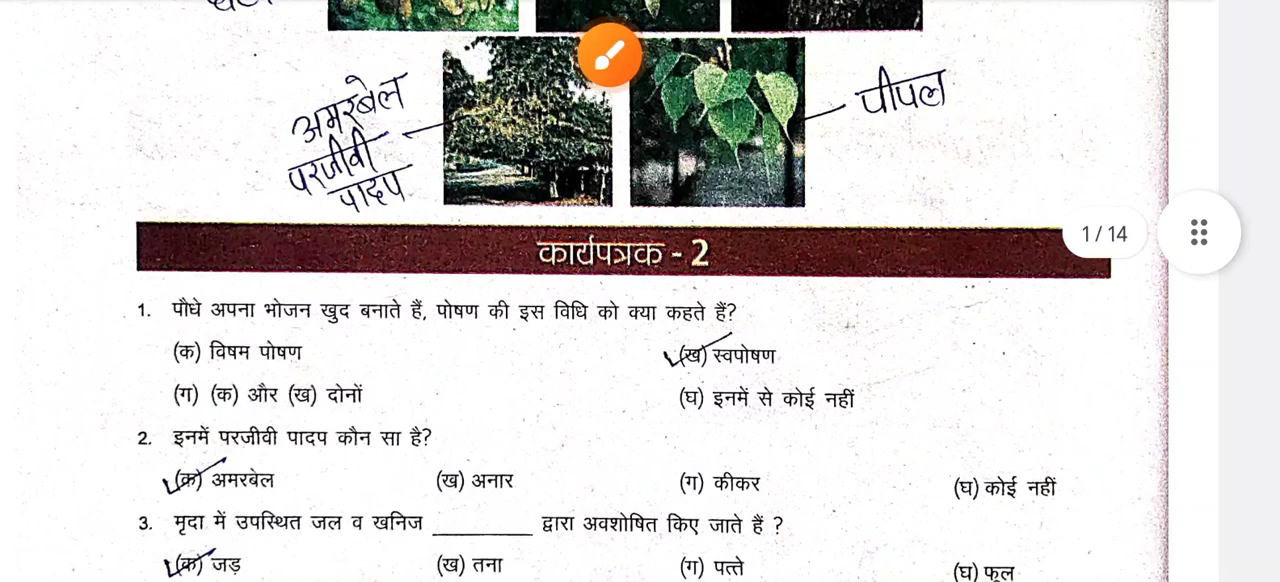 अमरबेल
परजीवी
पादप
पीपल
कार्यपत्रक - 2
1 / 14
1. पौधे अपना भोजन खुद बनाते हैं, पोषण की इस विधि को क्या कहते हैं?
(क) विषम पोषण (ख) स्वपोषण
(ग) (क) और (ख) दोनों (घ) इनमें से कोई नहीं
2. इनमें परजीवी पादप कौन सा है?
(क) अमरबेल (ख) अनार (ग) कीकर (घ) कोई नहीं
3. मृदा में उपस्थित जल व खनिज __________ द्वारा अवशोषित किए जाते हैं ?
(क) जड़ (ख) तना (ग) पत्ते (घ) फूल